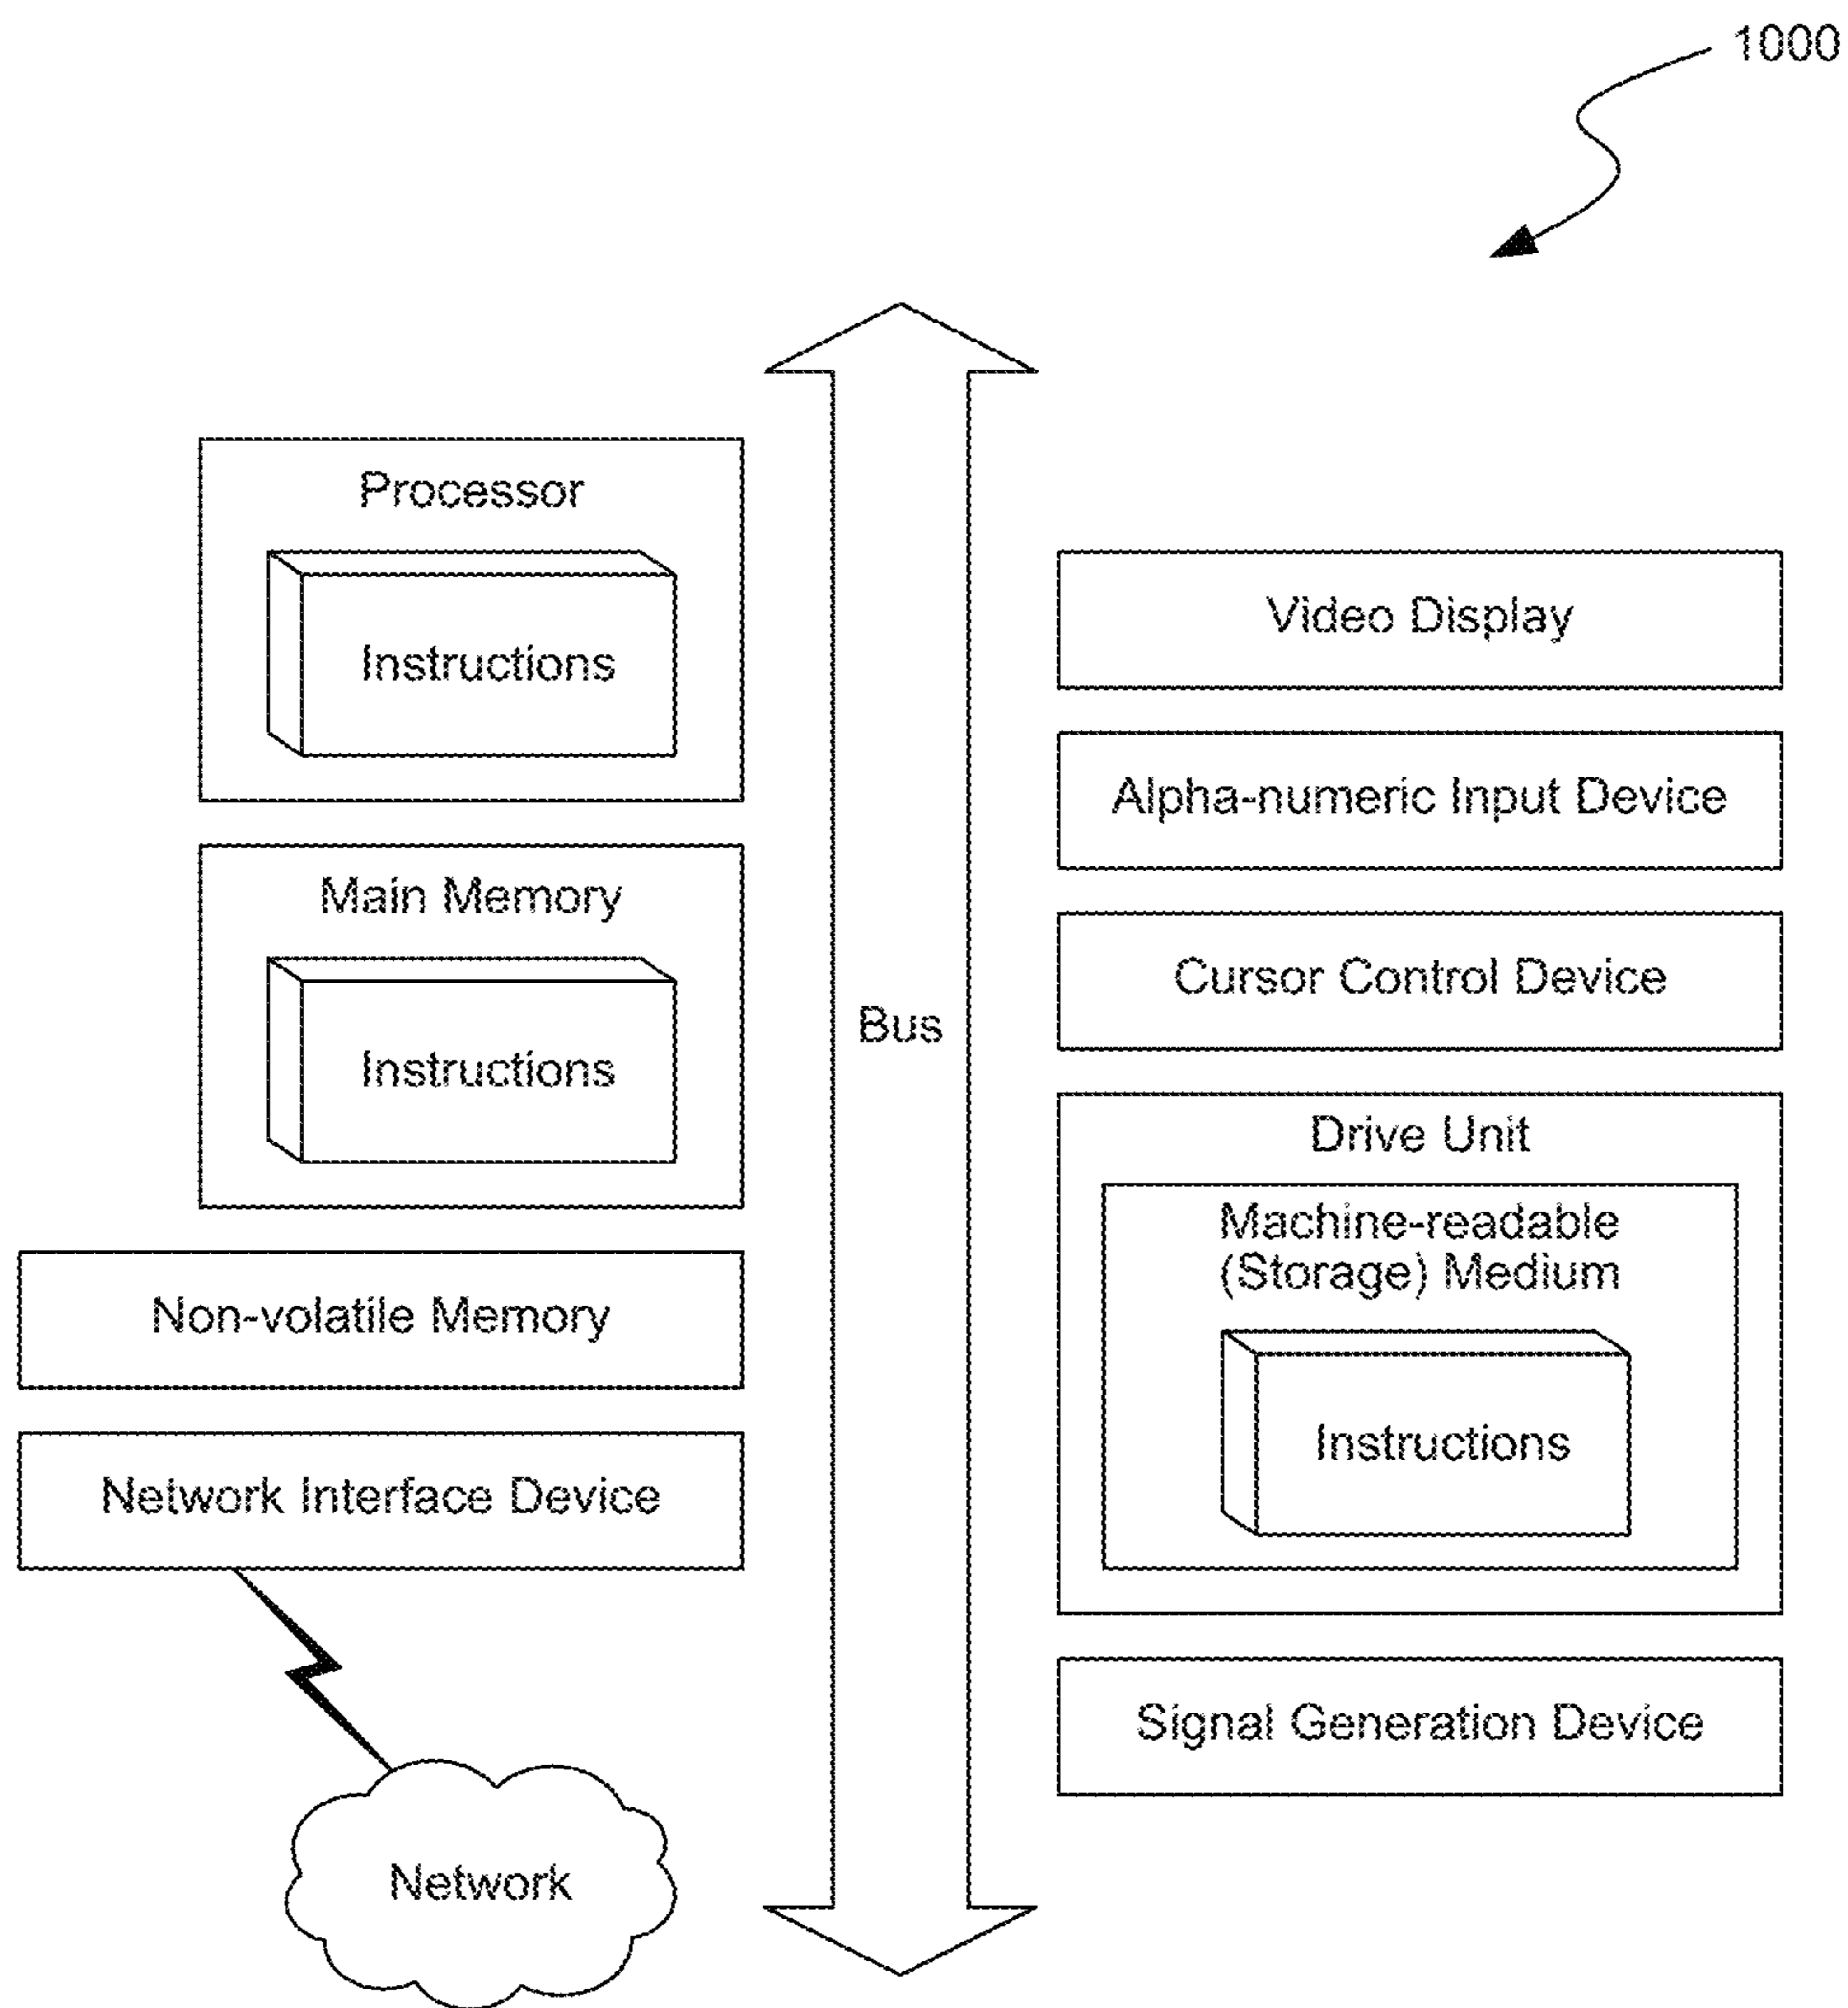 1000
Processor
Instructions
Main Memory
Instructions
Non-volatile Memory
Network Interface Device
Network
Bus
Video Display
Alpha-numeric Input Device
Cursor Control Device
Drive Unit
Machine-readable
(Storage) Medium
Instructions
Signal Generation Device